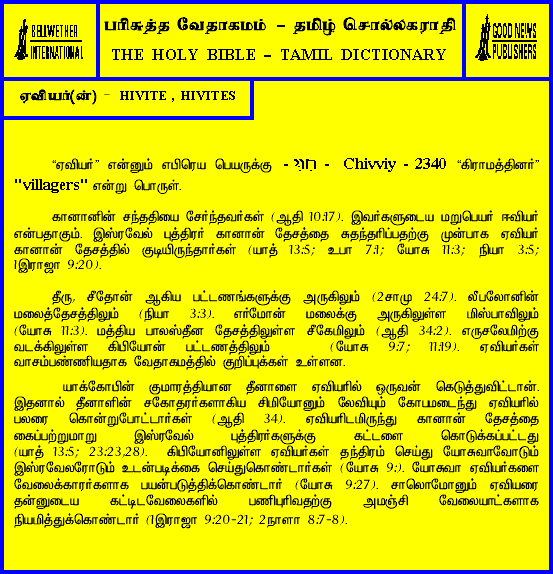 BELLWETHER
INTERNATIONAL
பரிசுத்த வேதாகமம் – தமிழ் சொல்லகராதி
THE HOLY BIBLE – TAMIL DICTIONARY
GOOD NEWS
PUBLISHERS
ஏவியர்(ன்) – HIVITE , HIVITES
“ஏவியர்” என்னும் எபிரெய பெயருக்கு - חִוִּי - Chivviy - 2340 “கிராமத்தினர்”
"villagers" என்று பொருள்.
கானானின் சந்ததியை சேர்ந்தவர்கள் (ஆதி 10:17). இவர்களுடைய மறுபெயர் ஈவியர்
என்பதாகும். இஸ்ரவேல் புத்திரர் கானான் தேசத்தை சுதந்தரிப்பதற்கு முன்பாக ஏவியர்
கானான் தேசத்தில் குடியிருந்தார்கள் (யாத் 13:5; உபா 7:1; யோசு 11:3; நியா 3:5;
1இராஜா 9:20).
தீரு, சீதோன் ஆகிய பட்டணங்களுக்கு அருகிலும் (2சாமு 24:7). லீபனோனின்
மலைத்தேசத்திலும் (நியா 3:3). எர்மோன் மலைக்கு அருகிலுள்ள மிஸ்பாவிலும்
(யோசு 11:3). மத்திய பாலஸ்தீன தேசத்திலுள்ள சீகேமிலும் (ஆதி 34:2). எருசலேமிற்கு
வடக்கிலுள்ள கிபியோன் பட்டணத்திலும் (யோசு 9:7; 11:19). ஏவியர்கள்
வாசம்பண்ணியதாக வேதாகமத்தில் குறிப்புக்கள் உள்ளன.
யாக்கோபின் குமாரத்தியான தீனாளை ஏவியரில் ஒருவன் கெடுத்துவிட்டான்.
இதனால் தீனாளின் சகோதரர்களாகிய சிமியோனும் லேவியும் கோபமடைந்து ஏவியரில்
பலரை கொன்றுபோட்டார்கள் (ஆதி 34). ஏவியரிடமிருந்து கானான் தேசத்தை
கைப்பற்றுமாறு இஸ்ரவேல் புத்திரர்களுக்கு கட்டளை கொடுக்கப்பட்டது
(யாத் 13:5; 23:23,28). கிபியோனிலுள்ள ஏவியர்கள் தந்திரம் செய்து யோசுவாவோடும்
இஸ்ரவேலரோடும் உடன்படிக்கை செய்துகொண்டார்கள் (யோசு 9:). யோசுவா ஏவியர்களை
வேலைக்காரர்களாக பயன்படுத்திக்கொண்டார் (யோசு 9:27). சாலொமோனும் ஏவியரை
தன்னுடைய கட்டிடவேலைகளில் பணிபுரிவதற்கு அமஞ்சி வேலையாட்களாக
நியமித்துக்கொண்டார் (1இராஜா 9:20-21; 2நாளா 8:7-8).